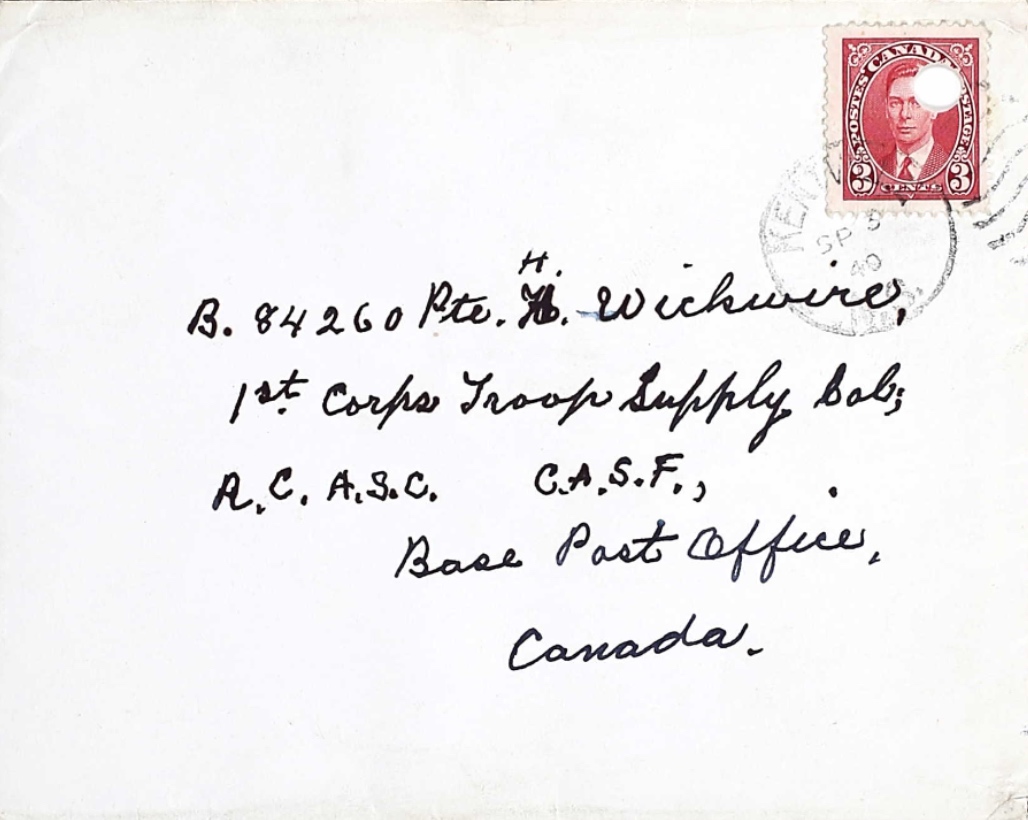 CANADA
POSTES POSTAGE
3 CENTS 3
SP 5
40
H.
B. 84260 Pte. H. Wickwire,
1st Corps Troop Supply Col;
R.C.A.S.C. C.A.S.F.,
Base Post Office,
Canada.